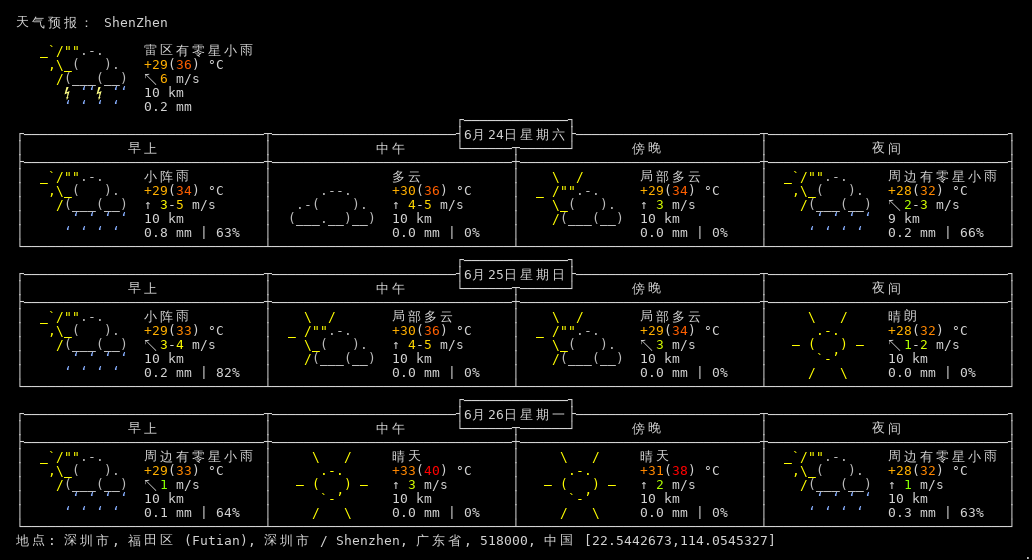 天气预报： ShenZhen
雷区有零星小雨
+29(36) °C
↖ 6 m/s
10 km
0.2 mm
6月24日星期六
早上 中午 傍晚 夜间
小阵雨 多云 局部多云 周边有零星小雨
+29(34) °C +30(36) °C +29(34) °C +28(32) °C
↑ 3-5 m/s ↑ 4-5 m/s ↑ 3 m/s ↖ 2-3 m/s
10 km 10 km 10 km 9 km
0.8 mm | 63% 0.0 mm | 0% 0.0 mm | 0% 0.2 mm | 66%
6月25日星期日
早上 中午 傍晚 夜间
小阵雨 局部多云 局部多云 晴朗
+29(33) °C +30(36) °C +29(34) °C +28(32) °C
↖ 3-4 m/s ↑ 4-5 m/s ↖ 3 m/s ↖ 1-2 m/s
10 km 10 km 10 km 10 km
0.2 mm | 82% 0.0 mm | 0% 0.0 mm | 0% 0.0 mm | 0%
6月26日星期一
早上 中午 傍晚 夜间
周边有零星小雨 晴天 晴天 周边有零星小雨
+29(33) °C +33(40) °C +31(38) °C +28(32) °C
↖ 1 m/s ↑ 3 m/s ↑ 2 m/s ↑ 1 m/s
10 km 10 km 10 km 10 km
0.1 mm | 64% 0.0 mm | 0% 0.0 mm | 0% 0.3 mm | 63%
地点: 深圳市, 福田区 (Futian), 深圳市 / Shenzhen, 广东省, 518000, 中国 [22.5442673,114.0545327]